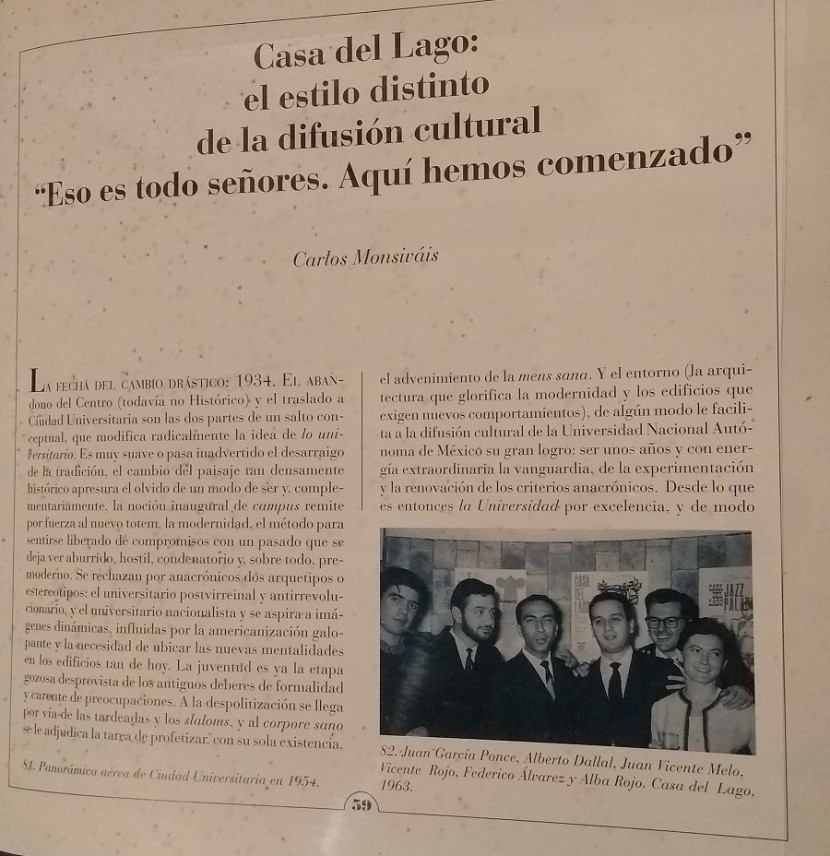 Casa del Lago:
el estilo distinto
de la difusión cultural
“Eso es todo señores. Aquí hemos comenzado”
Carlos Monsiváis
LA FECHA DEL CAMBIO DRÁSTICO: 1934. EL ABAN-
dono del Centro (todavía no Histórico) y el traslado a
Ciudad Universitaria son las dos partes de un salto con-
ceptual, que modifica radicalmente la idea de lo uni-
versitario. Es muy suave o pasa inadvertido el desarraigo
de la tradición, el cambio del paisaje tan densamente
histórico apresura el olvido de un modo de ser y, comple-
mentariamente, la noción inaugural de campus remite
por fuerza al nuevo totem, la modernidad, el método para
sentirse liberado de compromisos con un pasado que se
deja ver aburrido, hostil, condenatorio y, sobre todo, pre-
moderno. Se rechazan por anacrónicos dos arquetipos o
estereotipos: el universitario postvirreinal y antirrevolu-
cionario, y el universitario nacionalista y se aspira a imá-
genes dinámicas, influidas por la americanización galo-
pante y la necesidad de ubicar las nuevas mentalidades
en los edificios tan de hoy. La juventud es ya la etapa
gozosa desprovista de los antiguos deberes de formalidad
y carente de preocupaciones. A la despolitización se llega
por vía de las tardeadas y los slaloms, y al corpore sano
se le adjudica la tarea de profetizar, con su sola existencia,
81. Panorámica aérea de Ciudad Universitaria en 1954.
el advenimiento de la mens sana. Y el entorno (la arqui-
tectura que glorifica la modernidad y los edificios que
exigen nuevos comportamientos), de algún modo le facili-
ta a la difusión cultural de la Universidad Nacional Autó-
noma de México su gran logro: ser unos años y con ener-
gía extraordinaria la vanguardia, de la experimentación
y la renovación de los criterios anacrónicos. Desde lo que
es entonces la Universidad por excelencia, y de modo
CASA
DEL
LAGO
JAZZ
82. Juan García Ponce, Alberto Dallal, Juan Vicente Melo,
Vicente Rojo, Federico Álvarez y Alba Rojo. Casa del Lago,
1963.
59